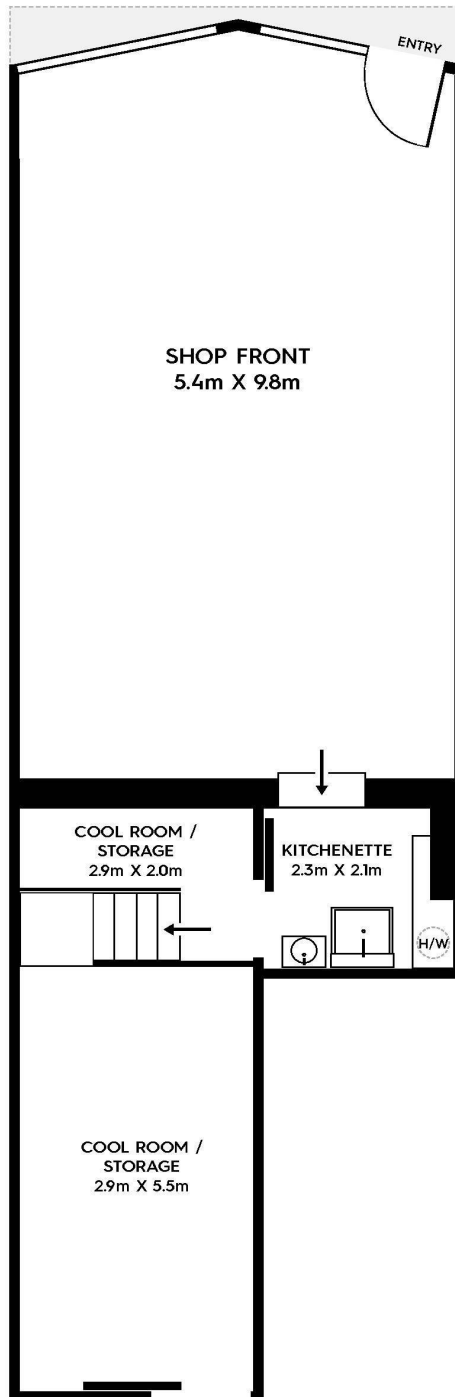 ENTRY
SHOP FRONT
5.4m X 9.8m
COOL ROOM /
STORAGE
2.9m X 2.0m
KITCHENETTE
2.3m X 2.1m
H/W
COOL ROOM /
STORAGE
2.9m X 5.5m